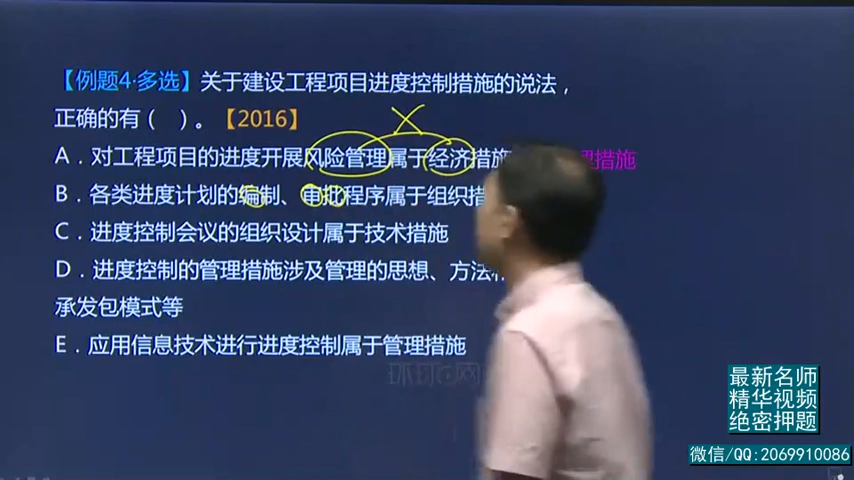 【例题4·多选】关于建设工程项目进度控制措施的说法，
正确的有（ ）。【2016】
A．对工程项目的进度开展风险管理属于经济措施 理措施
B．各类进度计划的编制、审批程序属于组织措
C．进度控制会议的组织设计属于技术措施
D．进度控制的管理措施涉及管理的思想、方法
承发包模式等
E．应用信息技术进行进度控制属于管理措施
环球 网
最新名师
精华视频
绝密押题
微信/QQ:2069910086